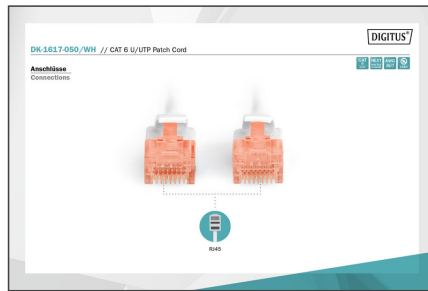 DIGITUS®
DK-1617-050/WH // CAT 6 U/UTP Patch Cord
Anschlüsse
Connections
RJ45